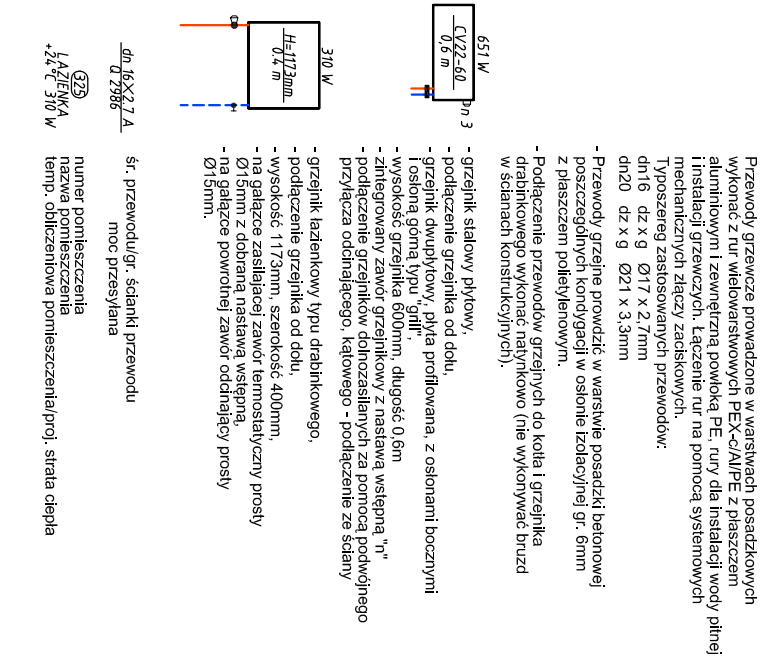 Przewody grzewcze prowadzone w warstwach posadzkowych
wykonać z rur wielowarstwowych PEX-c/Al/PE z płaszczem
aluminiowym i zewnętrzną powłoką PE, rury dla instalacji wody pitnej
i instalacji grzewczych. Łączenie rur na pomocą systemowych
mechanicznych złączy zaciskowych.
Typoszereg zastosowanych przewodów:
dn16 dz x g Ø17 x 2,7mm
dn20 dz x g Ø21 x 3,3mm
- Przewody grzejne prowdzić w warstwie posadzki betonowej
poszczególnych kondygacji w osłonie izolacyjnej gr. 6mm
z płaszczem polietylenowym.
- Podłączenie przewodów grzejnych do kotła i grzejnika
drabinkowego wykonać natynkowo (nie wykonywać bruzd
w ścianach konstrukcyjnych).
651 W
CV22-60
0,6 m
n 3
- grzejnik stalowy płytowy,
- podłączenie grzejnika od dołu,
- grzejnik dwupłytowy, płyta profilowana, z osłonami bocznymi
i osłoną górną typu "grill",
- wysokość grzejnika 600mm, długość 0,6m
- zintegrowany zawór grzejnikowy z nastawą wstępną "n"
- podłączenie grzejników dolnozasilanych za pomocą podwójnego
przyłącza odcinającego, kątowego - podłączenie ze ściany
310 W
H=1173mm
0.4 m
- grzejnik łazienkowy typu drabinkowego,
- podłączenie grzejnika od dołu,
- wysokość 1173mm, szerokość 400mm,
- na gałązce zasilajacej zawór termostatyczny prosty
Ø15mm z dobraną nastawą wstępną,
- na gałązce powrotnej zawór odcinający prosty
Ø15mm.
dn 16X2.7 A
Q 2986
śr. przewodu/gr. ścianki przewodu
moc przesyłana
325
ŁAZIENKA
+24°C 310 W
numer pomieszczenia
nazwa pomieszczenia
temp. obliczeniowa pomieszczenia/proj. strata ciepła